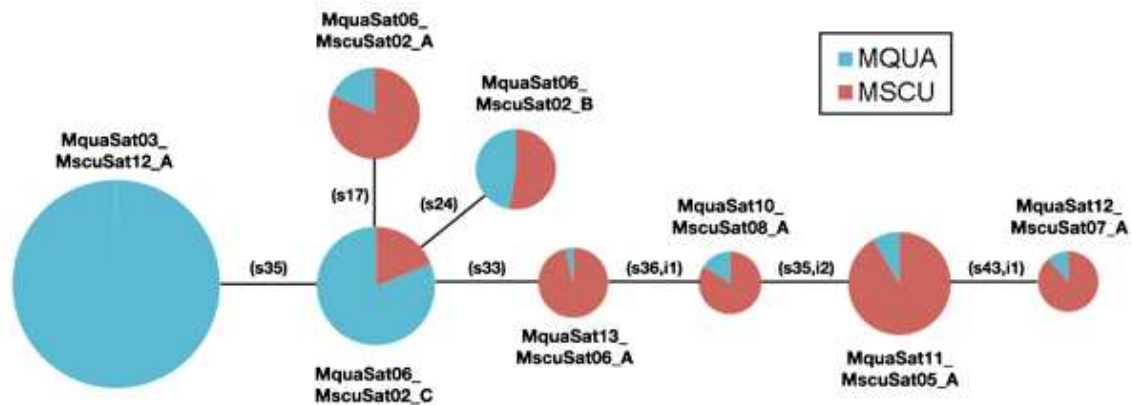 MquaSat06_
MscuSat02_A
MQUA
MSCU
MquaSat06_
MscuSat02_B
MquaSat03_
MscuSat12_A
(s17)
(s24)
MquaSat10_
MscuSat08_A
MquaSat12_
MscuSat07_A
(s35)
(s33)
(s36,i1)
(s35,i2)
(s43,i1)
MquaSat13_
MscuSat06_A
MquaSat11_
MscuSat05_A
MquaSat06_
MscuSat02_C